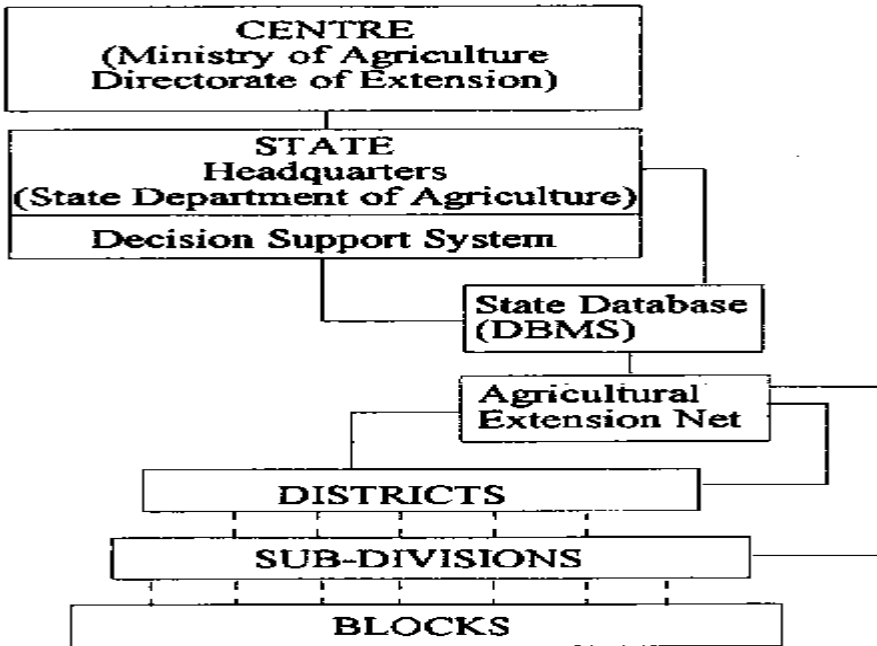 CENTRE
(Ministry of Agriculture
Directorate of Extension)
STATE
Headquarters
(State Department of Agriculture)
Decision Support System
State Database
(DBMS)
Agricultural
Extension Net
DISTRICTS
SUB-DIVISIONS
BLOCKS